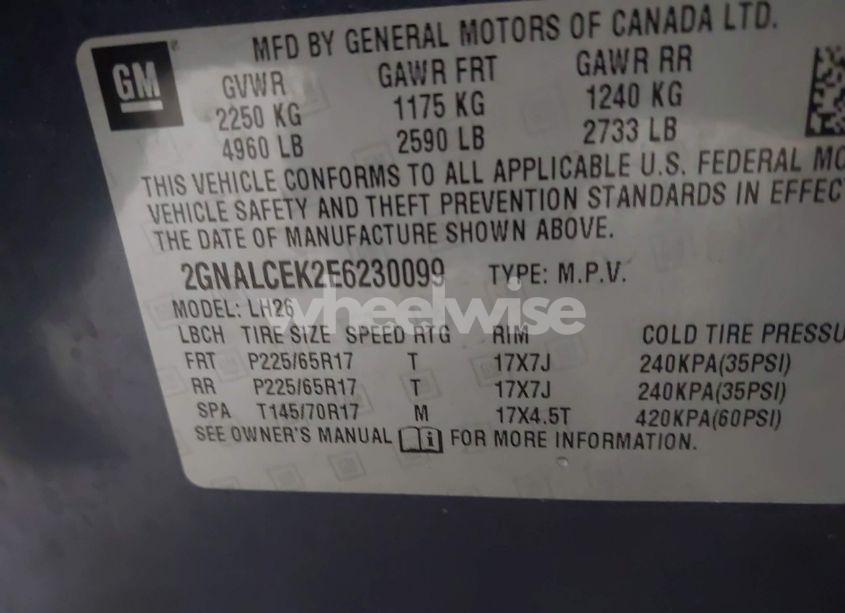 GM
MFD BY GENERAL MOTORS OF CANADA LTD.
GVWR GAWR FRT GAWR RR
2250 KG 1175 KG 1240 KG
4960 LB 2590 LB 2733 LB
THIS VEHICLE CONFORMS TO ALL APPLICABLE U.S. FEDERAL MO
VEHICLE SAFETY AND THEFT PREVENTION STANDARDS IN EFFEC
THE DATE OF MANUFACTURE SHOWN ABOVE.
2GNALCEK2E6230099 TYPE: M.P.V.
MODEL: LH26
wheelwise
LBCH TIRE SIZE SPEED RTG RIM COLD TIRE PRESSU
FRT P225/65R17 T 17X7J 240KPA(35PSI)
RR P225/65R17 T 17X7J 240KPA(35PSI)
SPA T145/70R17 M 17X4.5T 420KPA(60PSI)
SEE OWNER'S MANUAL i FOR MORE INFORMATION.